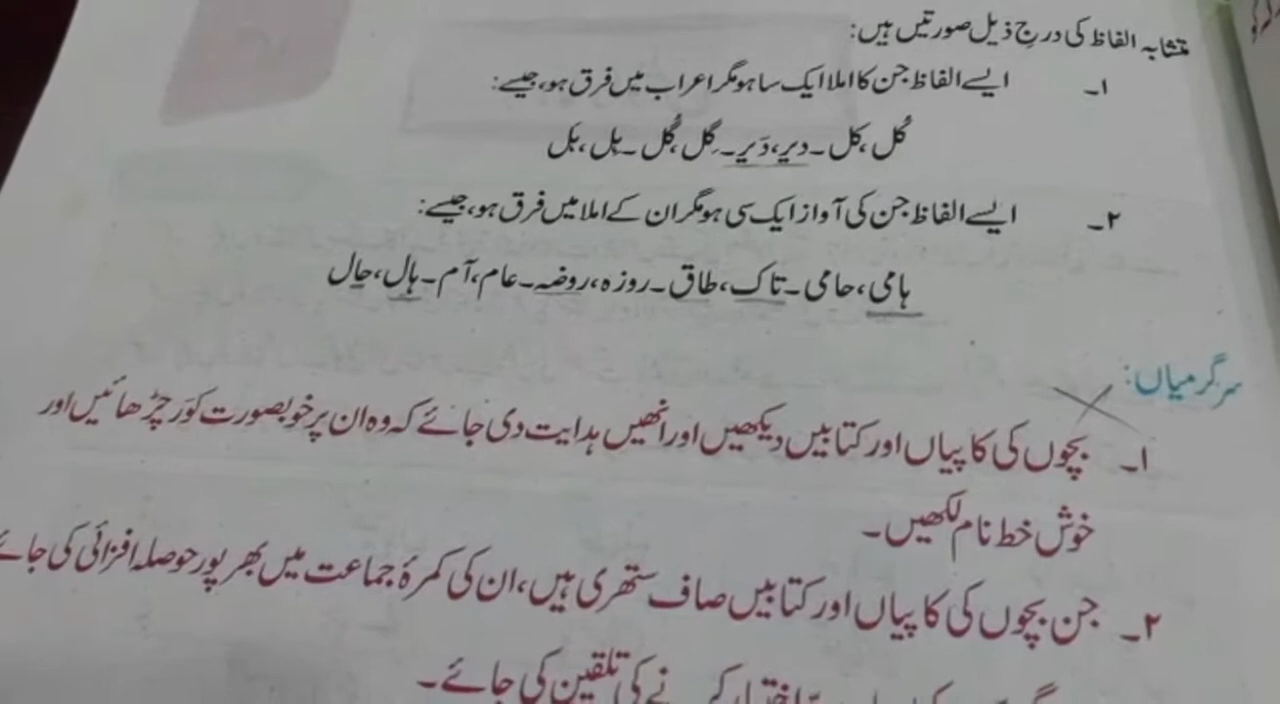 متشابہ الفاظ کی درج ذیل صورتیں ہیں:
۱۔ ایسے الفاظ جن کا املا ایک سا ہو مگر اعراب میں فرق ہو، جیسے:
کُل، کل۔ دیر، دَیر۔ گِل، گُل۔ بِل، بَل
۲۔ ایسے الفاظ جن کی آواز ایک سی ہو مگر ان کے املا میں فرق ہو، جیسے:
ہامی، حامی۔ تاک، طاق۔ روزہ، روضہ۔ عام، آم۔ ہال، حال
سرگرمیاں:
۱۔ بچوں کی کاپیاں اور کتابیں دیکھیں اور انھیں ہدایت دی جائے کہ وہ ان پر خوبصورت کَوَر چڑھائیں اور
خوش خط نام لکھیں۔
۲۔ جن بچوں کی کاپیاں اور کتابیں صاف ستھری ہیں، ان کی کمرۂ جماعت میں بھرپور حوصلہ افزائی کی جائے
اختیار کرنے کی تلقین کی جائے۔